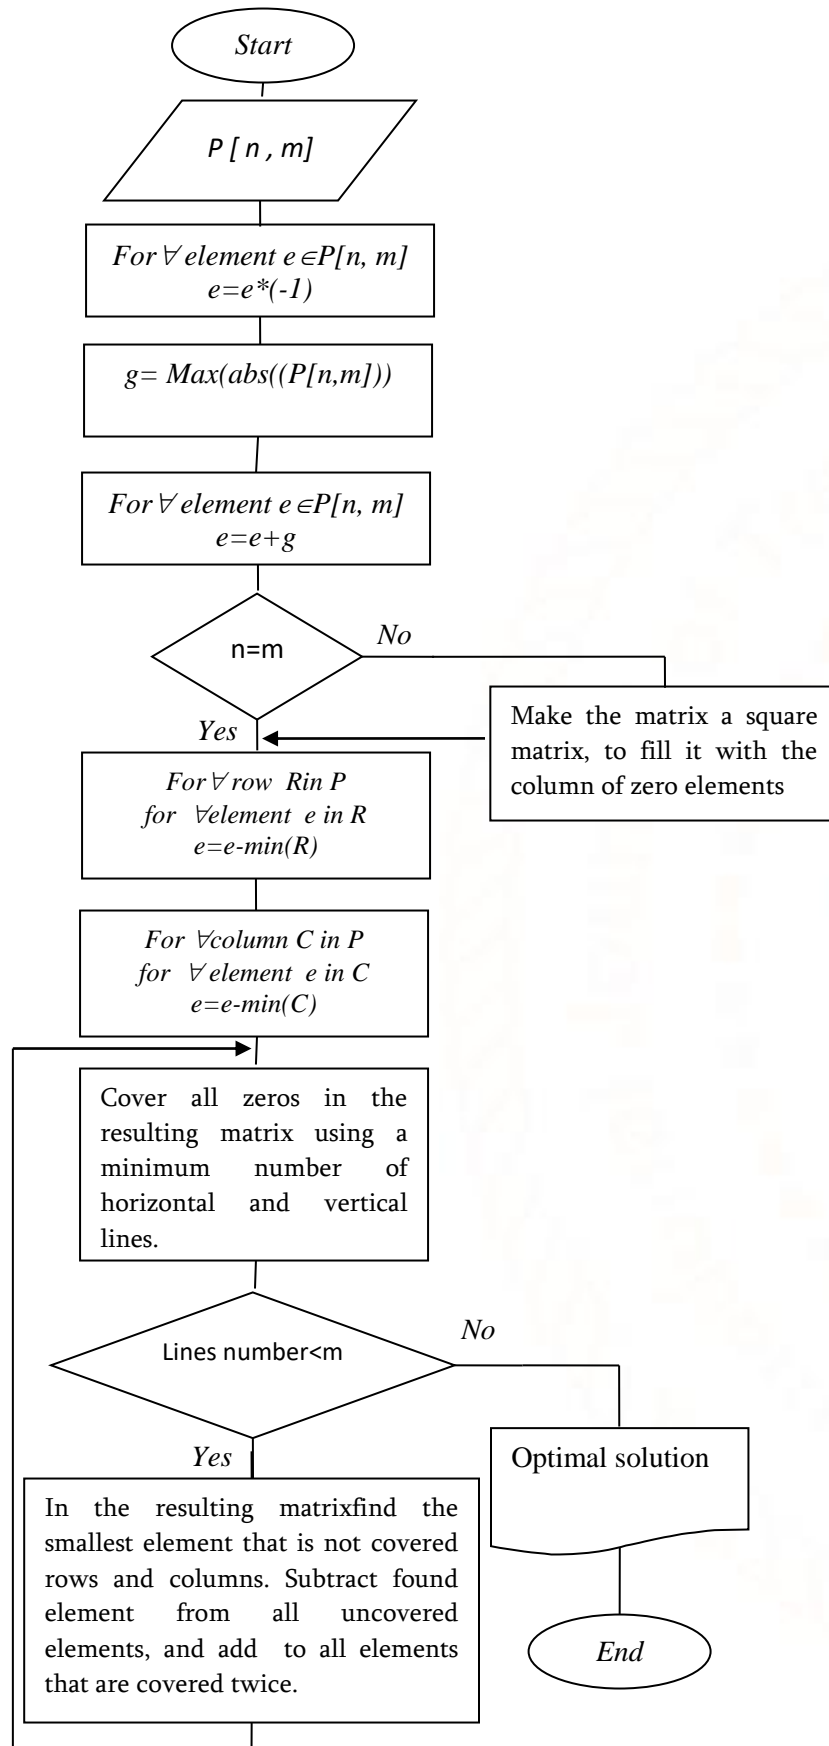 Start
P [ n , m]
For ∀ element e ∈P[n, m]
e=e*(-1)
g= Max(abs((P[n,m]))
For ∀ element e ∈P[n, m]
e=e+g
n=m
No
Make the matrix a square
matrix, to fill it with the
column of zero elements
Yes
For ∀ row Rin P
for ∀element e in R
e=e-min(R)
For ∀column C in P
for ∀ element e in C
e=e-min(C)
Cover all zeros in the
resulting matrix using a
minimum number of
horizontal and vertical
lines.
Lines number<m
No
Yes
Optimal solution
In the resulting matrixfind the
smallest element that is not covered
rows and columns. Subtract found
element from all uncovered
elements, and add to all elements
that are covered twice.
End